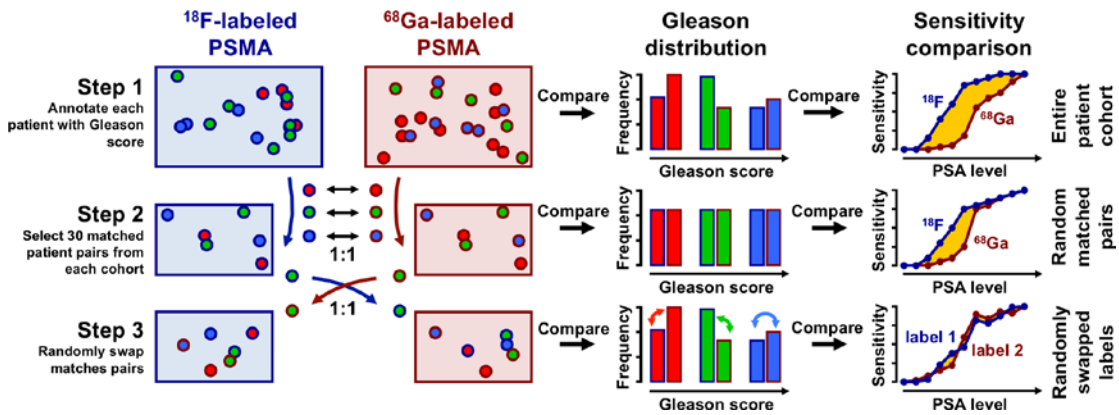 18F-labeled
PSMA
68Ga-labeled
PSMA
Gleason
distribution
Sensitivity
comparison
Step 1
Annotate each
patient with Gleason
score
Compare
Frequency
Gleason score
Compare
Sensitivity
18F
68Ga
PSA level
Entire
patient
cohort
Step 2
Select 30 matched
patient pairs from
each cohort
1:1
Compare
Frequency
Gleason score
Compare
Sensitivity
18F
68Ga
PSA level
Random
matched
pairs
Step 3
Randomly swap
matches pairs
1:1
Compare
Frequency
Gleason score
Compare
Sensitivity
label 1
label 2
PSA level
Randomly
swapped
labels